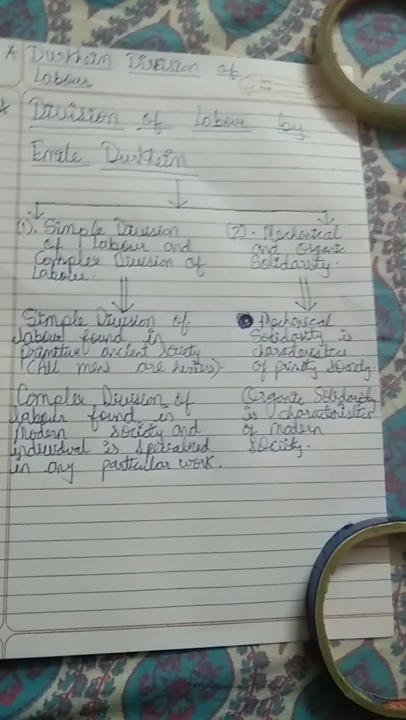 * Durkheim Division of
Labour
* Division of Labour by
Emile Durkheim
(1). Simple Division
of labour and
Complex Division of
Labour.
(2). Mechanical
and Organic
Solidarity.
Simple Division of
labour found in
primitive ancient society
(All mens are ).
Complex Division of
labour found in
Modern society and
individual is specialized
in any particular work.
Mechanical
Solidarity is
characteristics
of society.
Organic Solidarity
is characteristics
of modern
society.